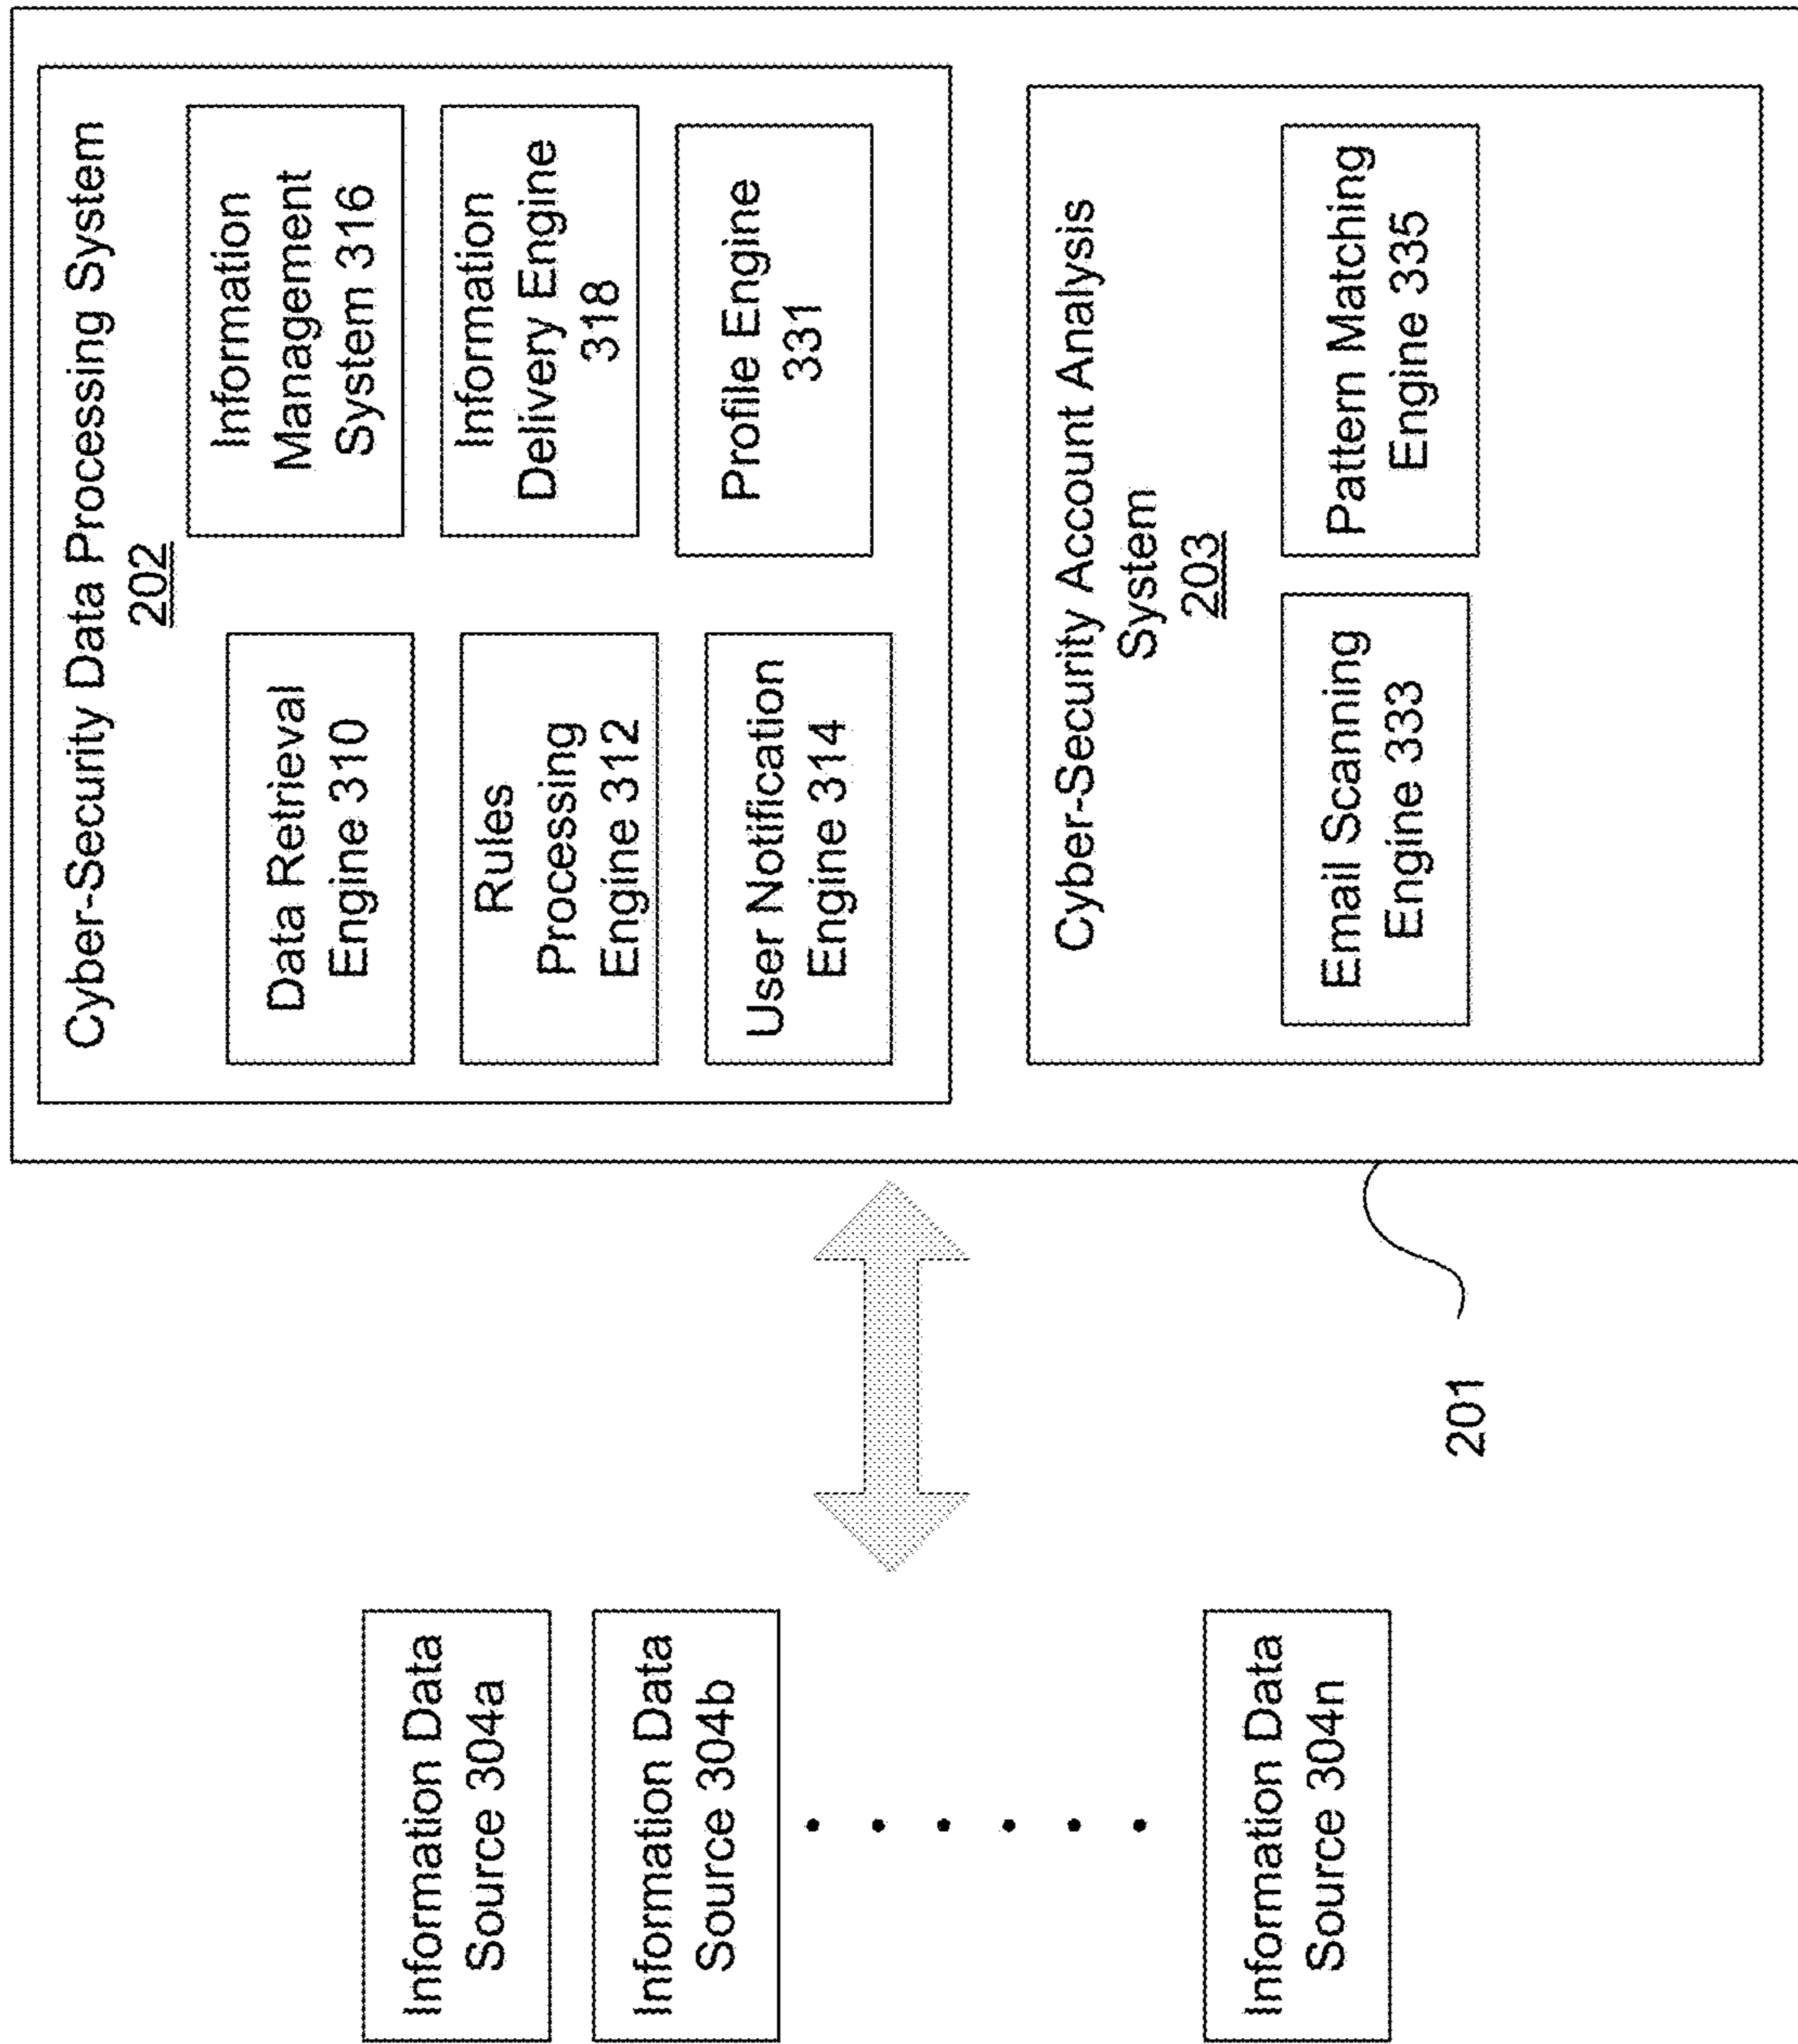 Information Data
Source 304a
Information Data
Source 304b
Information Data
Source 304n
201
Cyber-Security Data Processing System
202
Data Retrieval
Engine 310
Rules
Processing
Engine 312
User Notification
Engine 314
Information
Management
System 316
Information
Delivery Engine
318
Profile Engine
331
Cyber-Security Account Analysis
System
203
Email Scanning
Engine 333
Pattern Matching
Engine 335